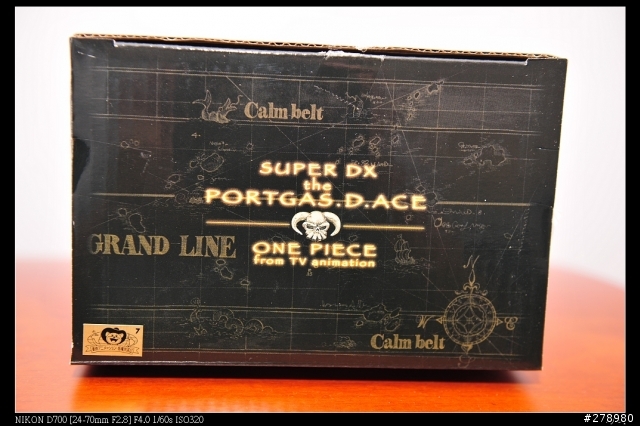 Calm belt
SUPER DX
the
PORTGAS.D.ACE
GRAND LINE
ONE PIECE
from TV animation
N
W
E
Calm belt
7
NIKON D700 [24-70mm F2.8] F4.0 1/60s ISO320
#278980